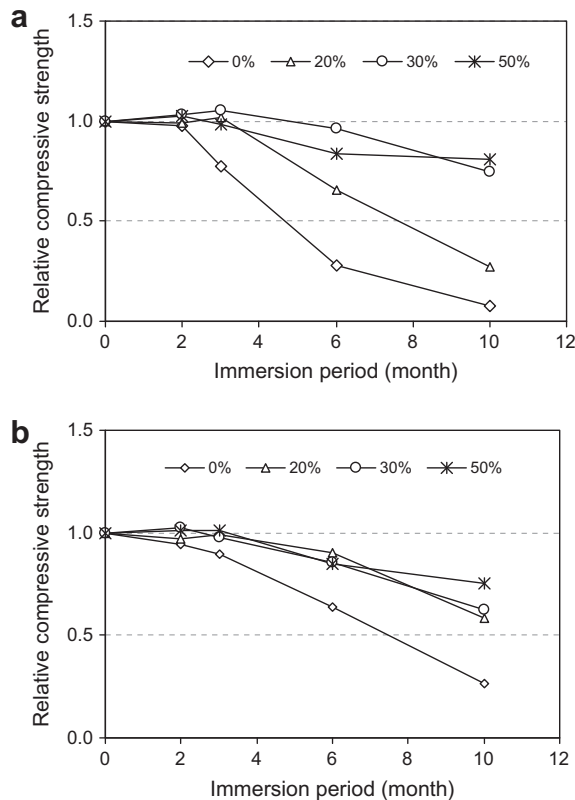 a
1.5
0% 20% 30% 50%
1.0
0.5
0.0
0 2 4 6 8 10 12
Relative compressive strength
Immersion period (month)
b
1.5
0% 20% 30% 50%
1.0
0.5
0.0
0 2 4 6 8 10 12
Relative compressive strength
Immersion period (month)